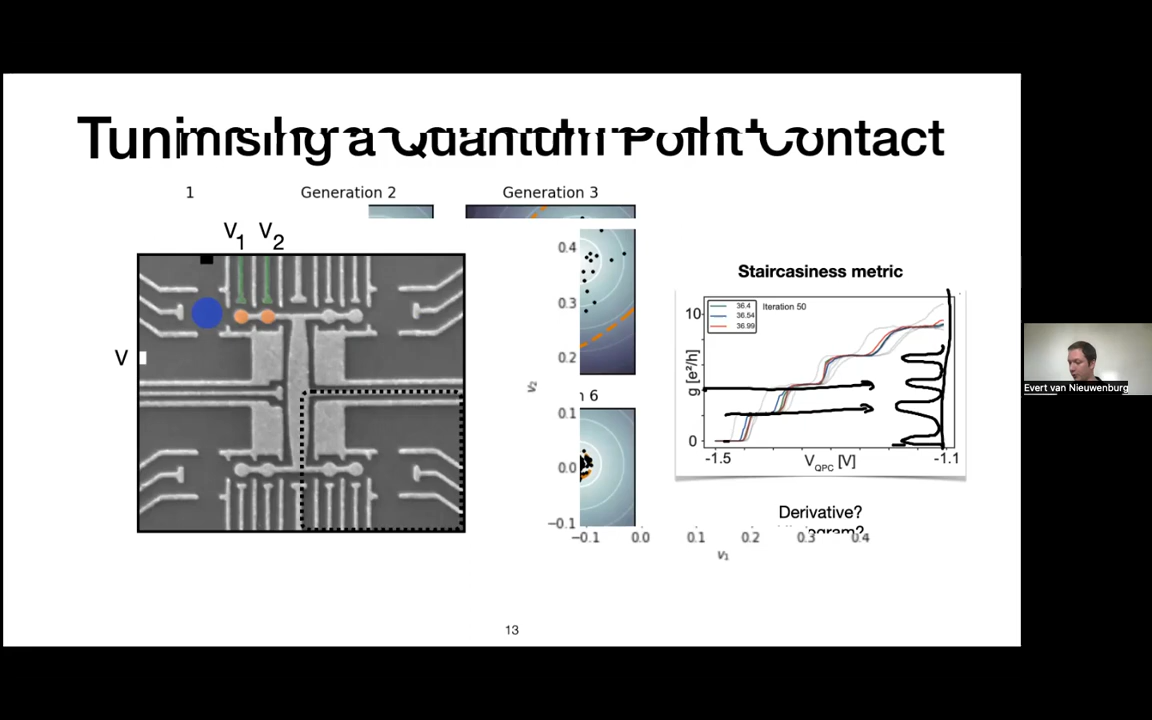 Generation 2
Generation 3
1
V1 V2
V
0.4
0.3
0.2
0.1
0.0
−0.1
v2
6
−0.1 0.0 0.1 0.2 0.3 0.4
v1
Staircasiness metric
36.4
36.54
36.99
Iteration 50
10
0
g [e²/h]
-1.5
-1.1
VQPC [V]
Derivative?
13
Evert van Nieuwenburg